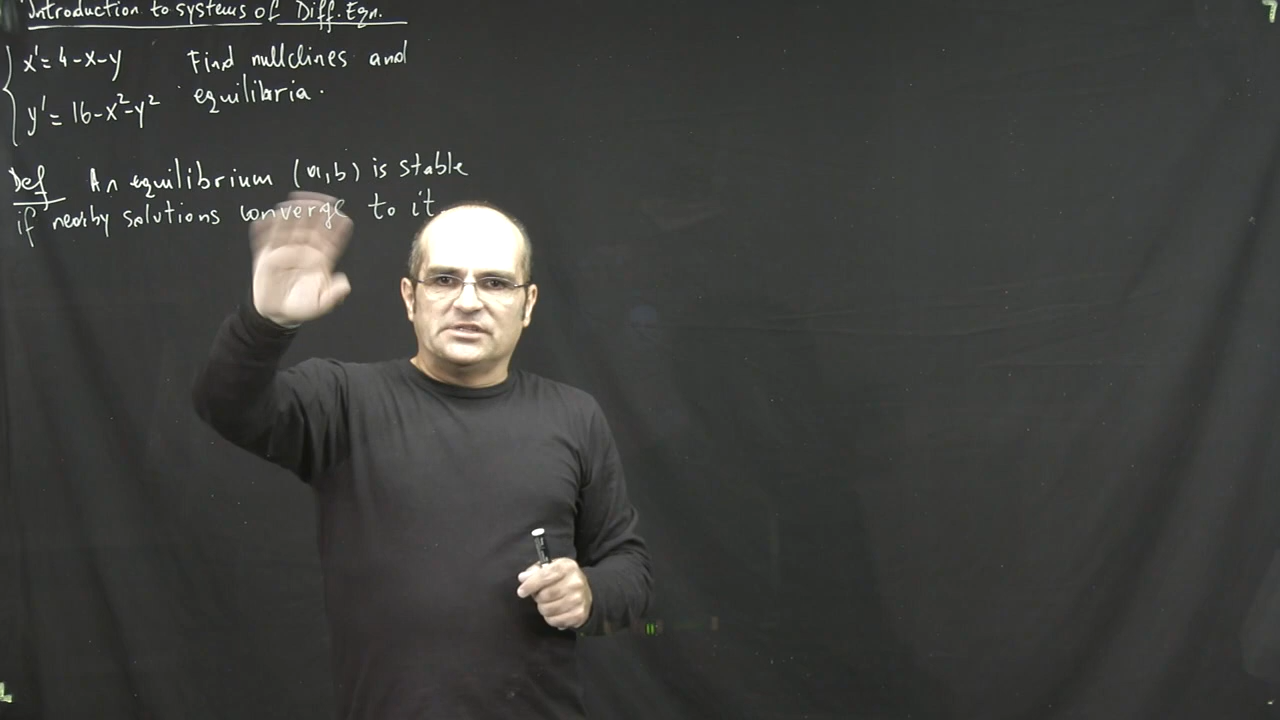 Introduction to systems of Diff. Eqn.
x' = 4-x-y Find nullclines and
y' = 16-x²-y² equilibria.
Def An equilibrium (a,b) is stable
if nearby solutions converge to it